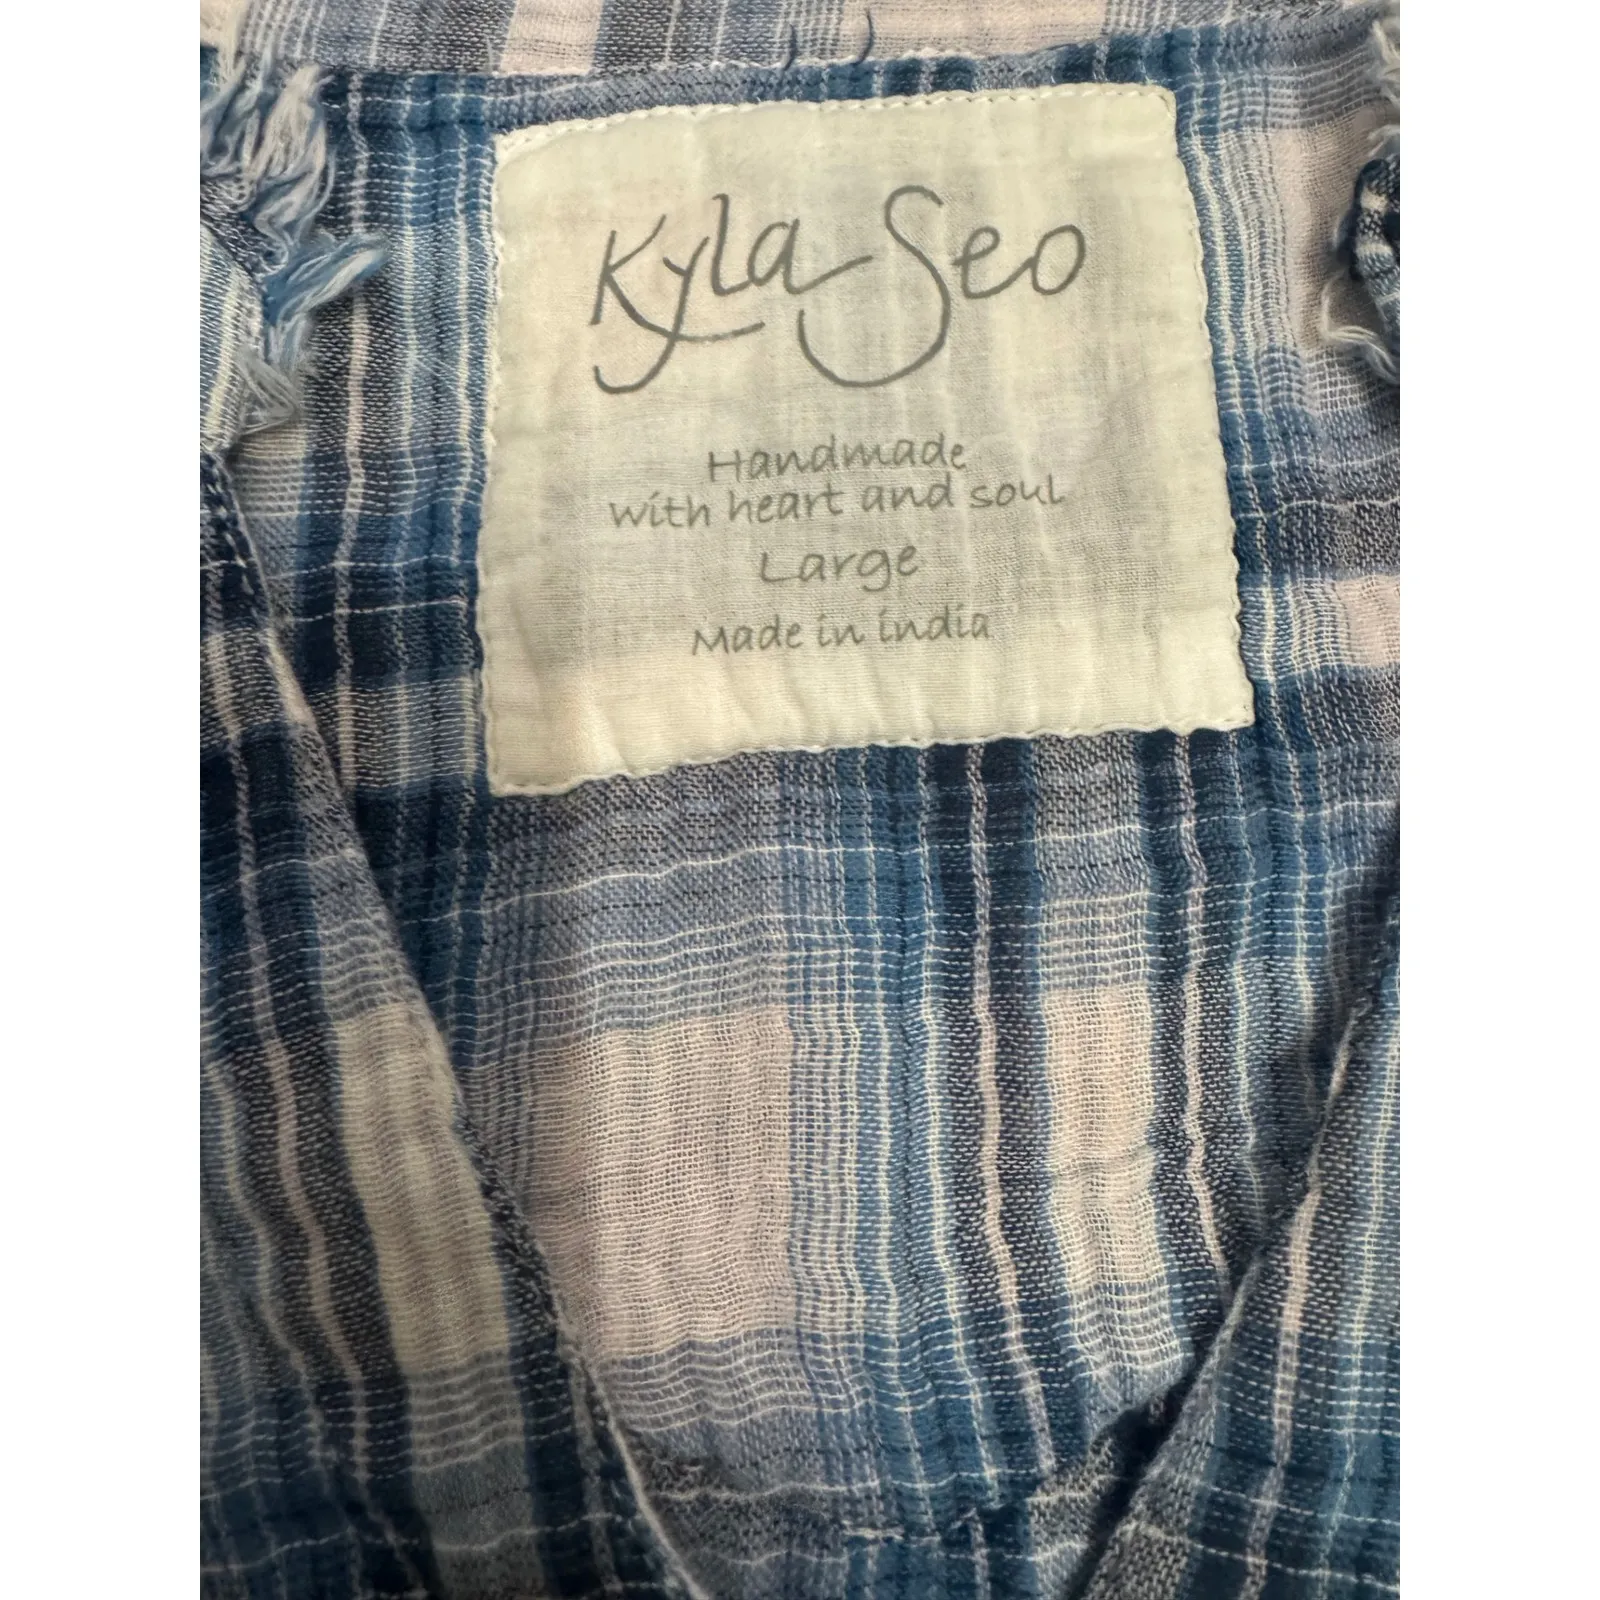 Kyla Seo
Handmade
with heart and soul
Large
Made in india